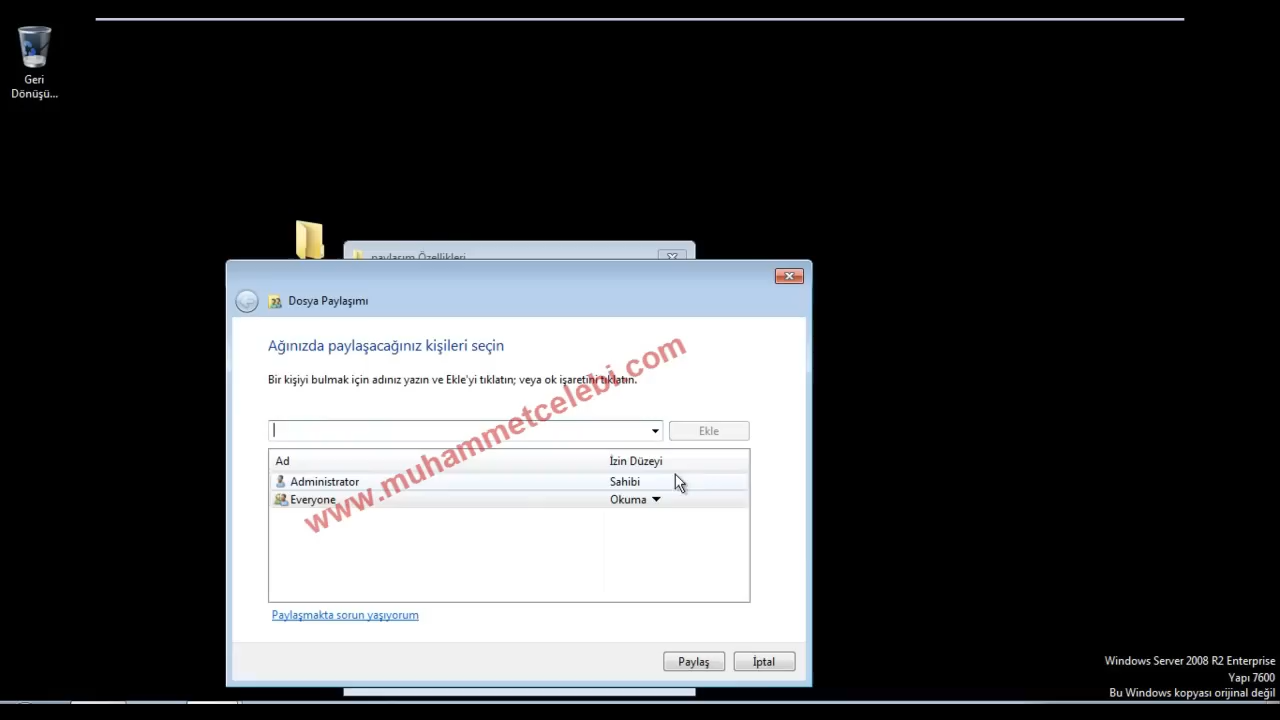 Geri
Dönüşü...
paylaşım Özellikleri
Dosya Paylaşımı
Ağınızda paylaşacağınız kişileri seçin
Bir kişiyi bulmak için adınız yazın ve Ekle'yi tıklatın; veya ok işaretini tıklatın.
Ekle
Ad İzin Düzeyi
Administrator Sahibi
Everyone Okuma
www.muhammetcelebi.com
Paylaşmakta sorun yaşıyorum
Paylaş İptal
Windows Server 2008 R2 Enterprise
Yapı 7600
Bu Windows kopyası orijinal değil